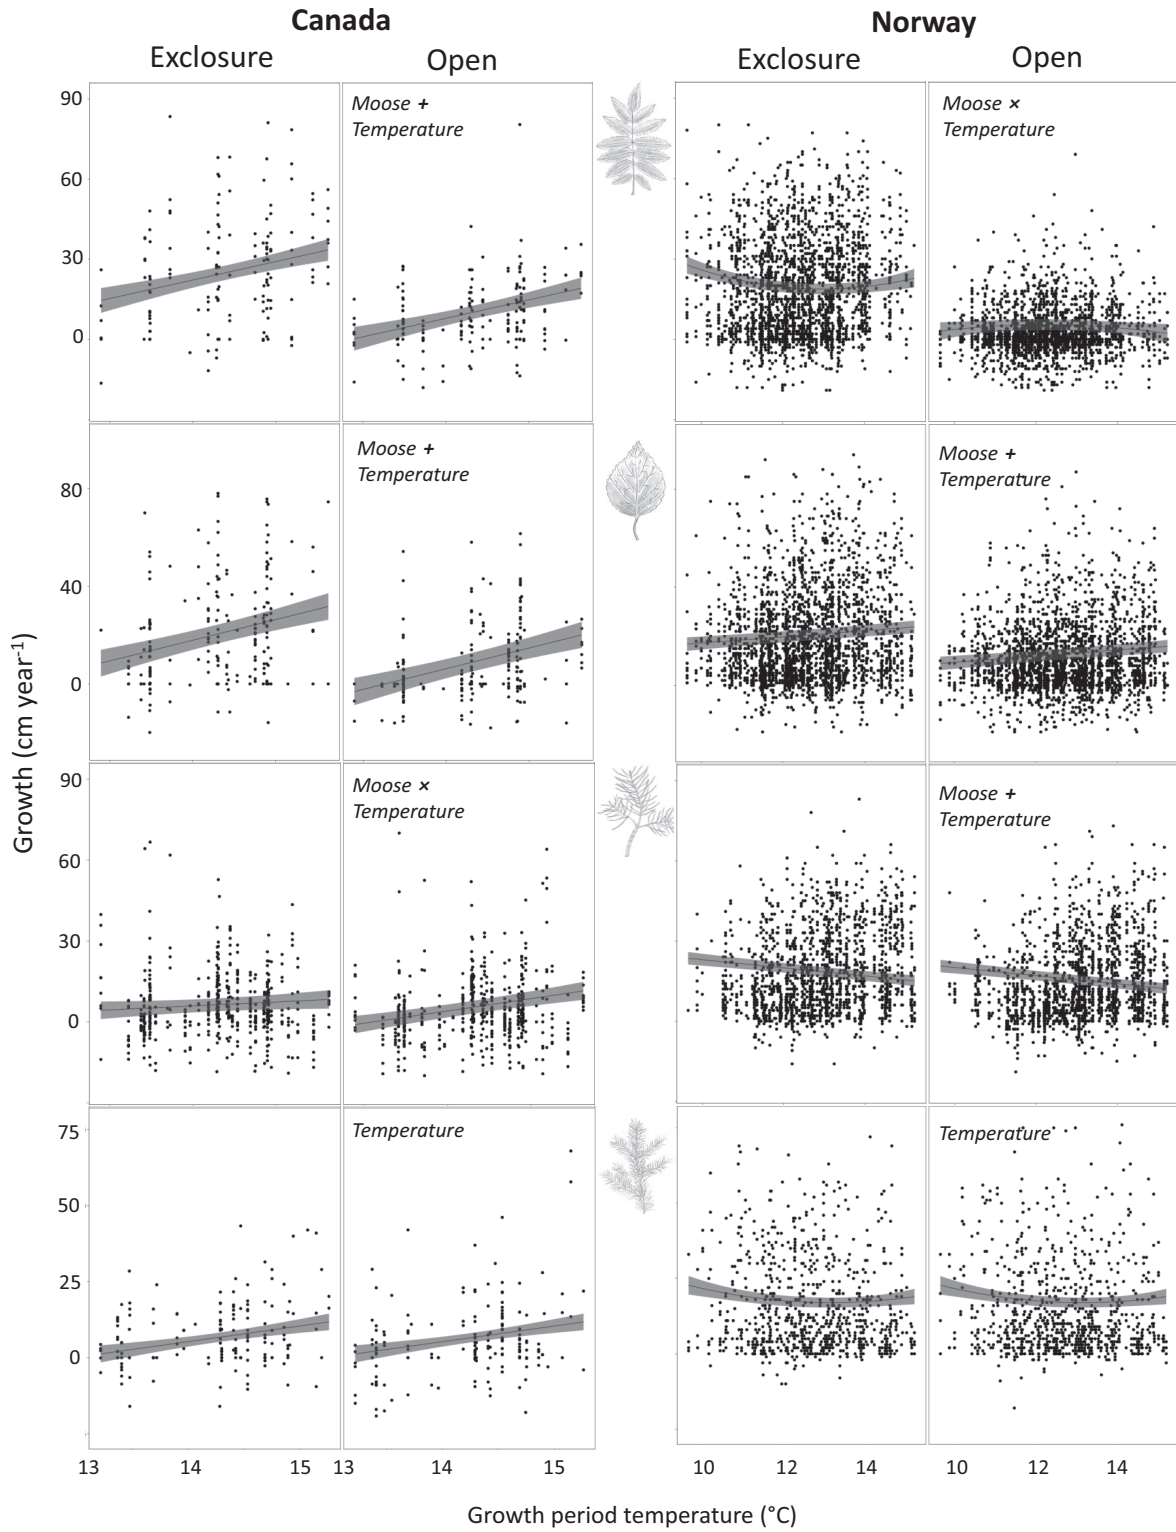 Canada
Norway
Exclosure
Open
Exclosure
Open
90
60
30
0
Moose +
Temperature
Moose ×
Temperature
80
40
0
Moose +
Temperature
Moose +
Temperature
90
60
30
0
Moose ×
Temperature
Moose +
Temperature
75
50
25
0
Temperature
Temperature
13
14
15
13
14
15
10
12
14
10
12
14
Growth (cm year⁻¹)
Growth period temperature (°C)